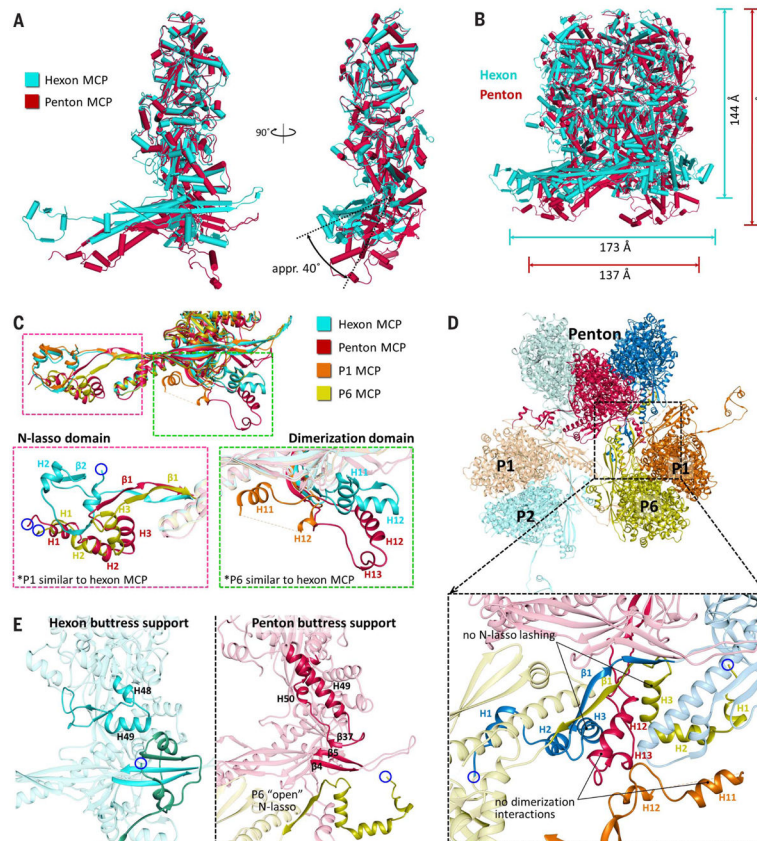 A
Hexon MCP
Penton MCP
90°
appr. 40°
B
Hexon
Penton
144 Å
173 Å
137 Å
C
Hexon MCP
Penton MCP
P1 MCP
P6 MCP
N-lasso domain
H2
β2
β1
β1
H1
H3
H3
H1
H2
H2
*P1 similar to hexon MCP
Dimerization domain
H11
H11
H12
H12
H12
H13
*P6 similar to hexon MCP
D
Penton
P1
P1
P2
P6
no N-lasso lashing
β1
β1
H1
H3
H1
H2
H3
H12
H2
H13
no dimerization
interactions
H12
H11
E
Hexon buttress support
H48
H49
Penton buttress support
H49
H50
β37
β5
β4
P6 "open"
N-lasso